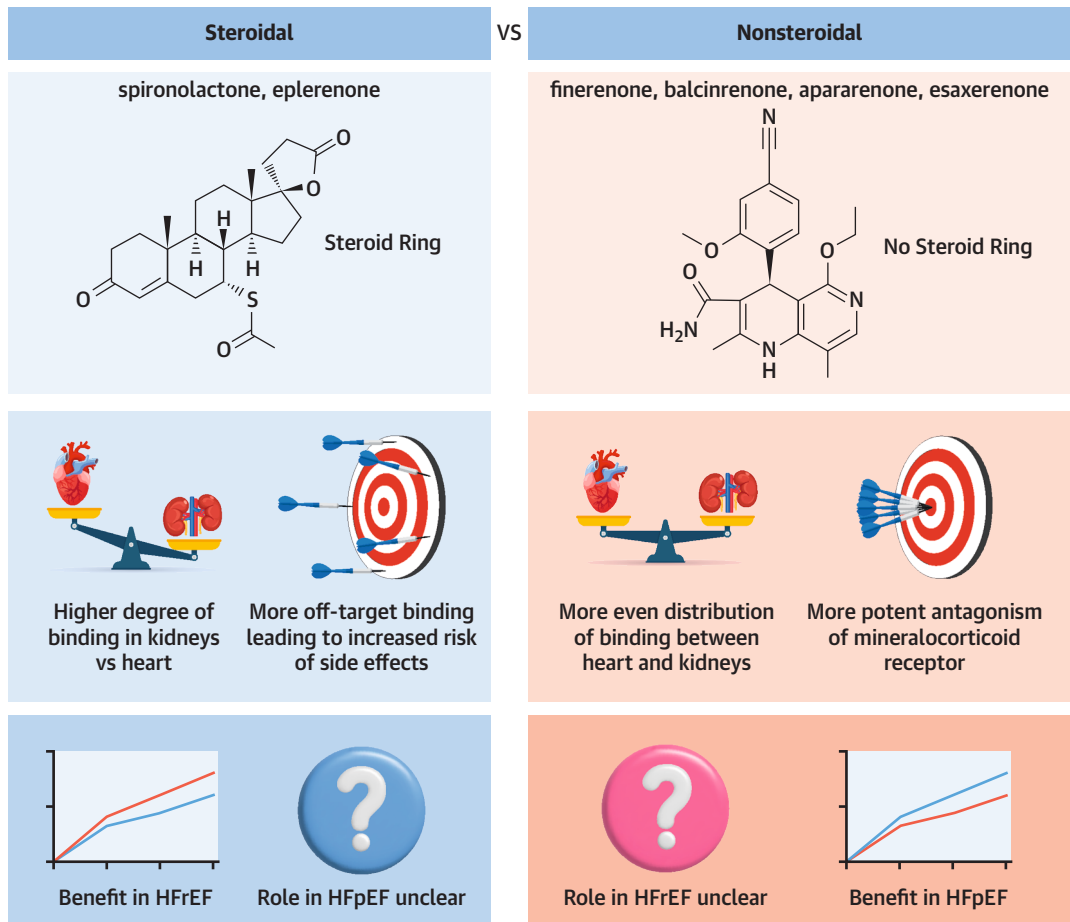 Steroidal
VS
Nonsteroidal
spironolactone, eplerenone
O
O
H
Steroid Ring
H
H
O
S
O
finerenone, balcinrenone, apararenone, esaxerenone
N
O
O
No Steroid Ring
O
N
H₂N
N
H
Higher degree of
binding in kidneys
vs heart
More off-target binding
leading to increased risk
of side effects
More even distribution
of binding between
heart and kidneys
More potent antagonism
of mineralocorticoid
receptor
?
?
Benefit in HFrEF
Role in HFpEF unclear
Role in HFrEF unclear
Benefit in HFpEF